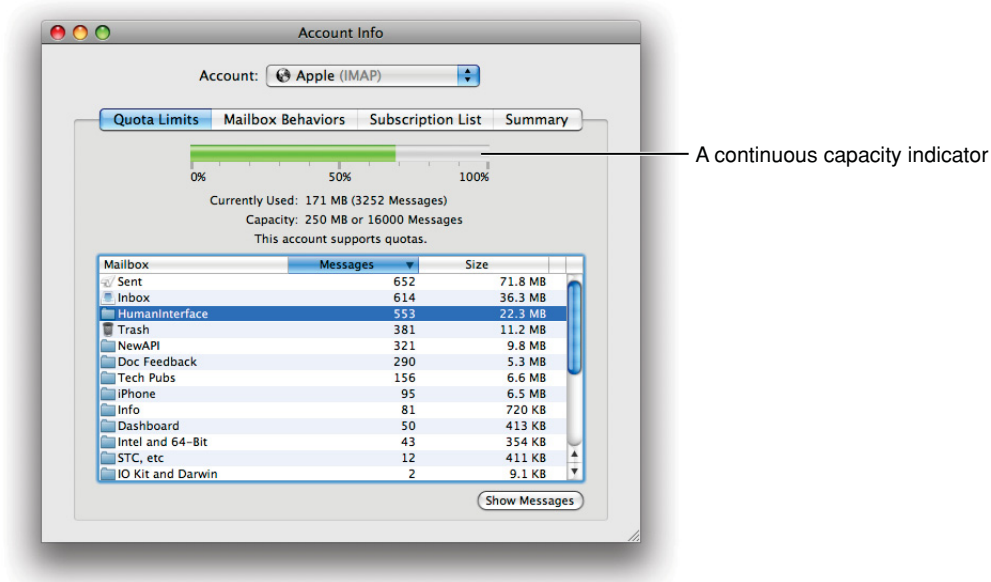 Account Info
Account: Apple (IMAP)
Quota Limits Mailbox Behaviors Subscription List Summary
A continuous capacity indicator
0% 50% 100%
Currently Used: 171 MB (3252 Messages)
Capacity: 250 MB or 16000 Messages
This account supports quotas.
Mailbox Messages Size
Sent 652 71.8 MB
Inbox 614 36.3 MB
HumanInterface 553 22.3 MB
Trash 381 11.2 MB
NewAPI 321 9.8 MB
Doc Feedback 290 5.3 MB
Tech Pubs 156 6.6 MB
iPhone 95 6.5 MB
Info 81 720 KB
Dashboard 50 413 KB
Intel and 64-Bit 43 354 KB
STC, etc 12 411 KB
IO Kit and Darwin 2 9.1 KB
Show Messages